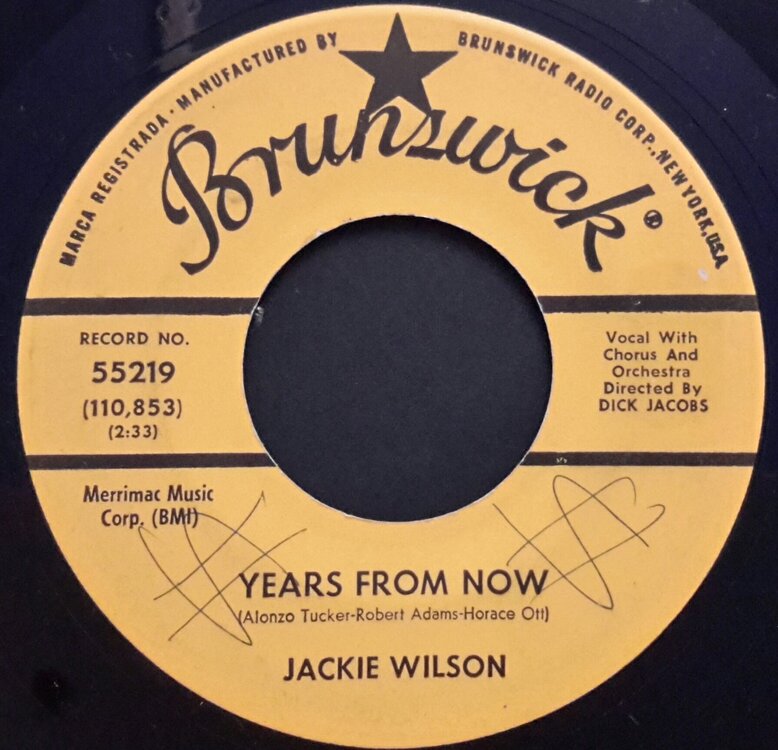 MARCA REGISTRADA · MANUFACTURED BY BRUNSWICK RADIO CORP., NEW YORK, USA
Brunswick®
RECORD NO.
55219
(110,853)
(2:33)
Vocal With
Chorus And
Orchestra
Directed By
DICK JACOBS
Merrimac Music
Corp. (BMI)
YEARS FROM NOW
(Alonzo Tucker-Robert Adams-Horace Ott)
JACKIE WILSON